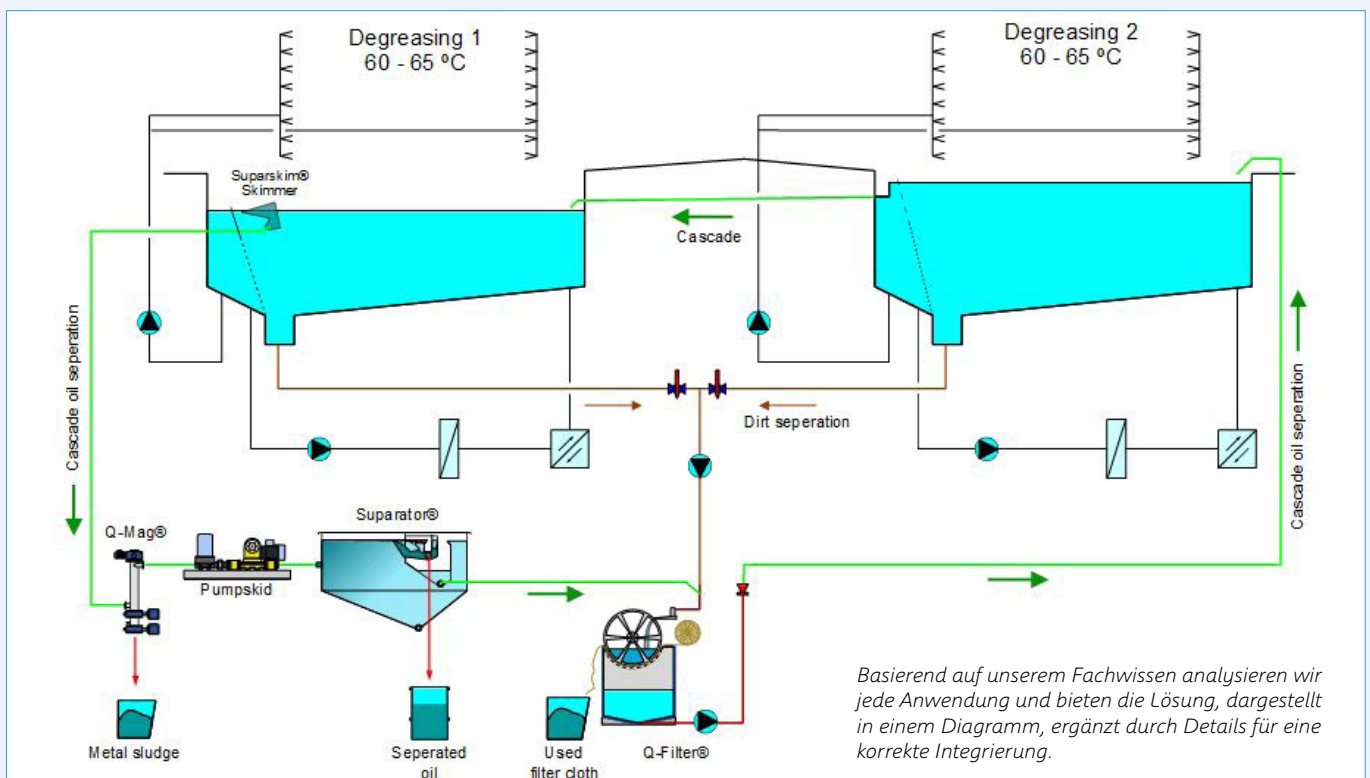 Degreasing 1
60 - 65 ºC
Degreasing 2
60 - 65 ºC
Suparskim®
Skimmer
Cascade
Cascade oil seperation
Cascade oil seperation
Dirt seperation
Q-Mag®
Pumpskid
Suparator®
Metal sludge
Seperated
oil
Used
filter cloth
Q-Filter®
Basierend auf unserem Fachwissen analysieren wir
jede Anwendung und bieten die Lösung, dargestellt
in einem Diagramm, ergänzt durch Details für eine
korrekte Integrierung.